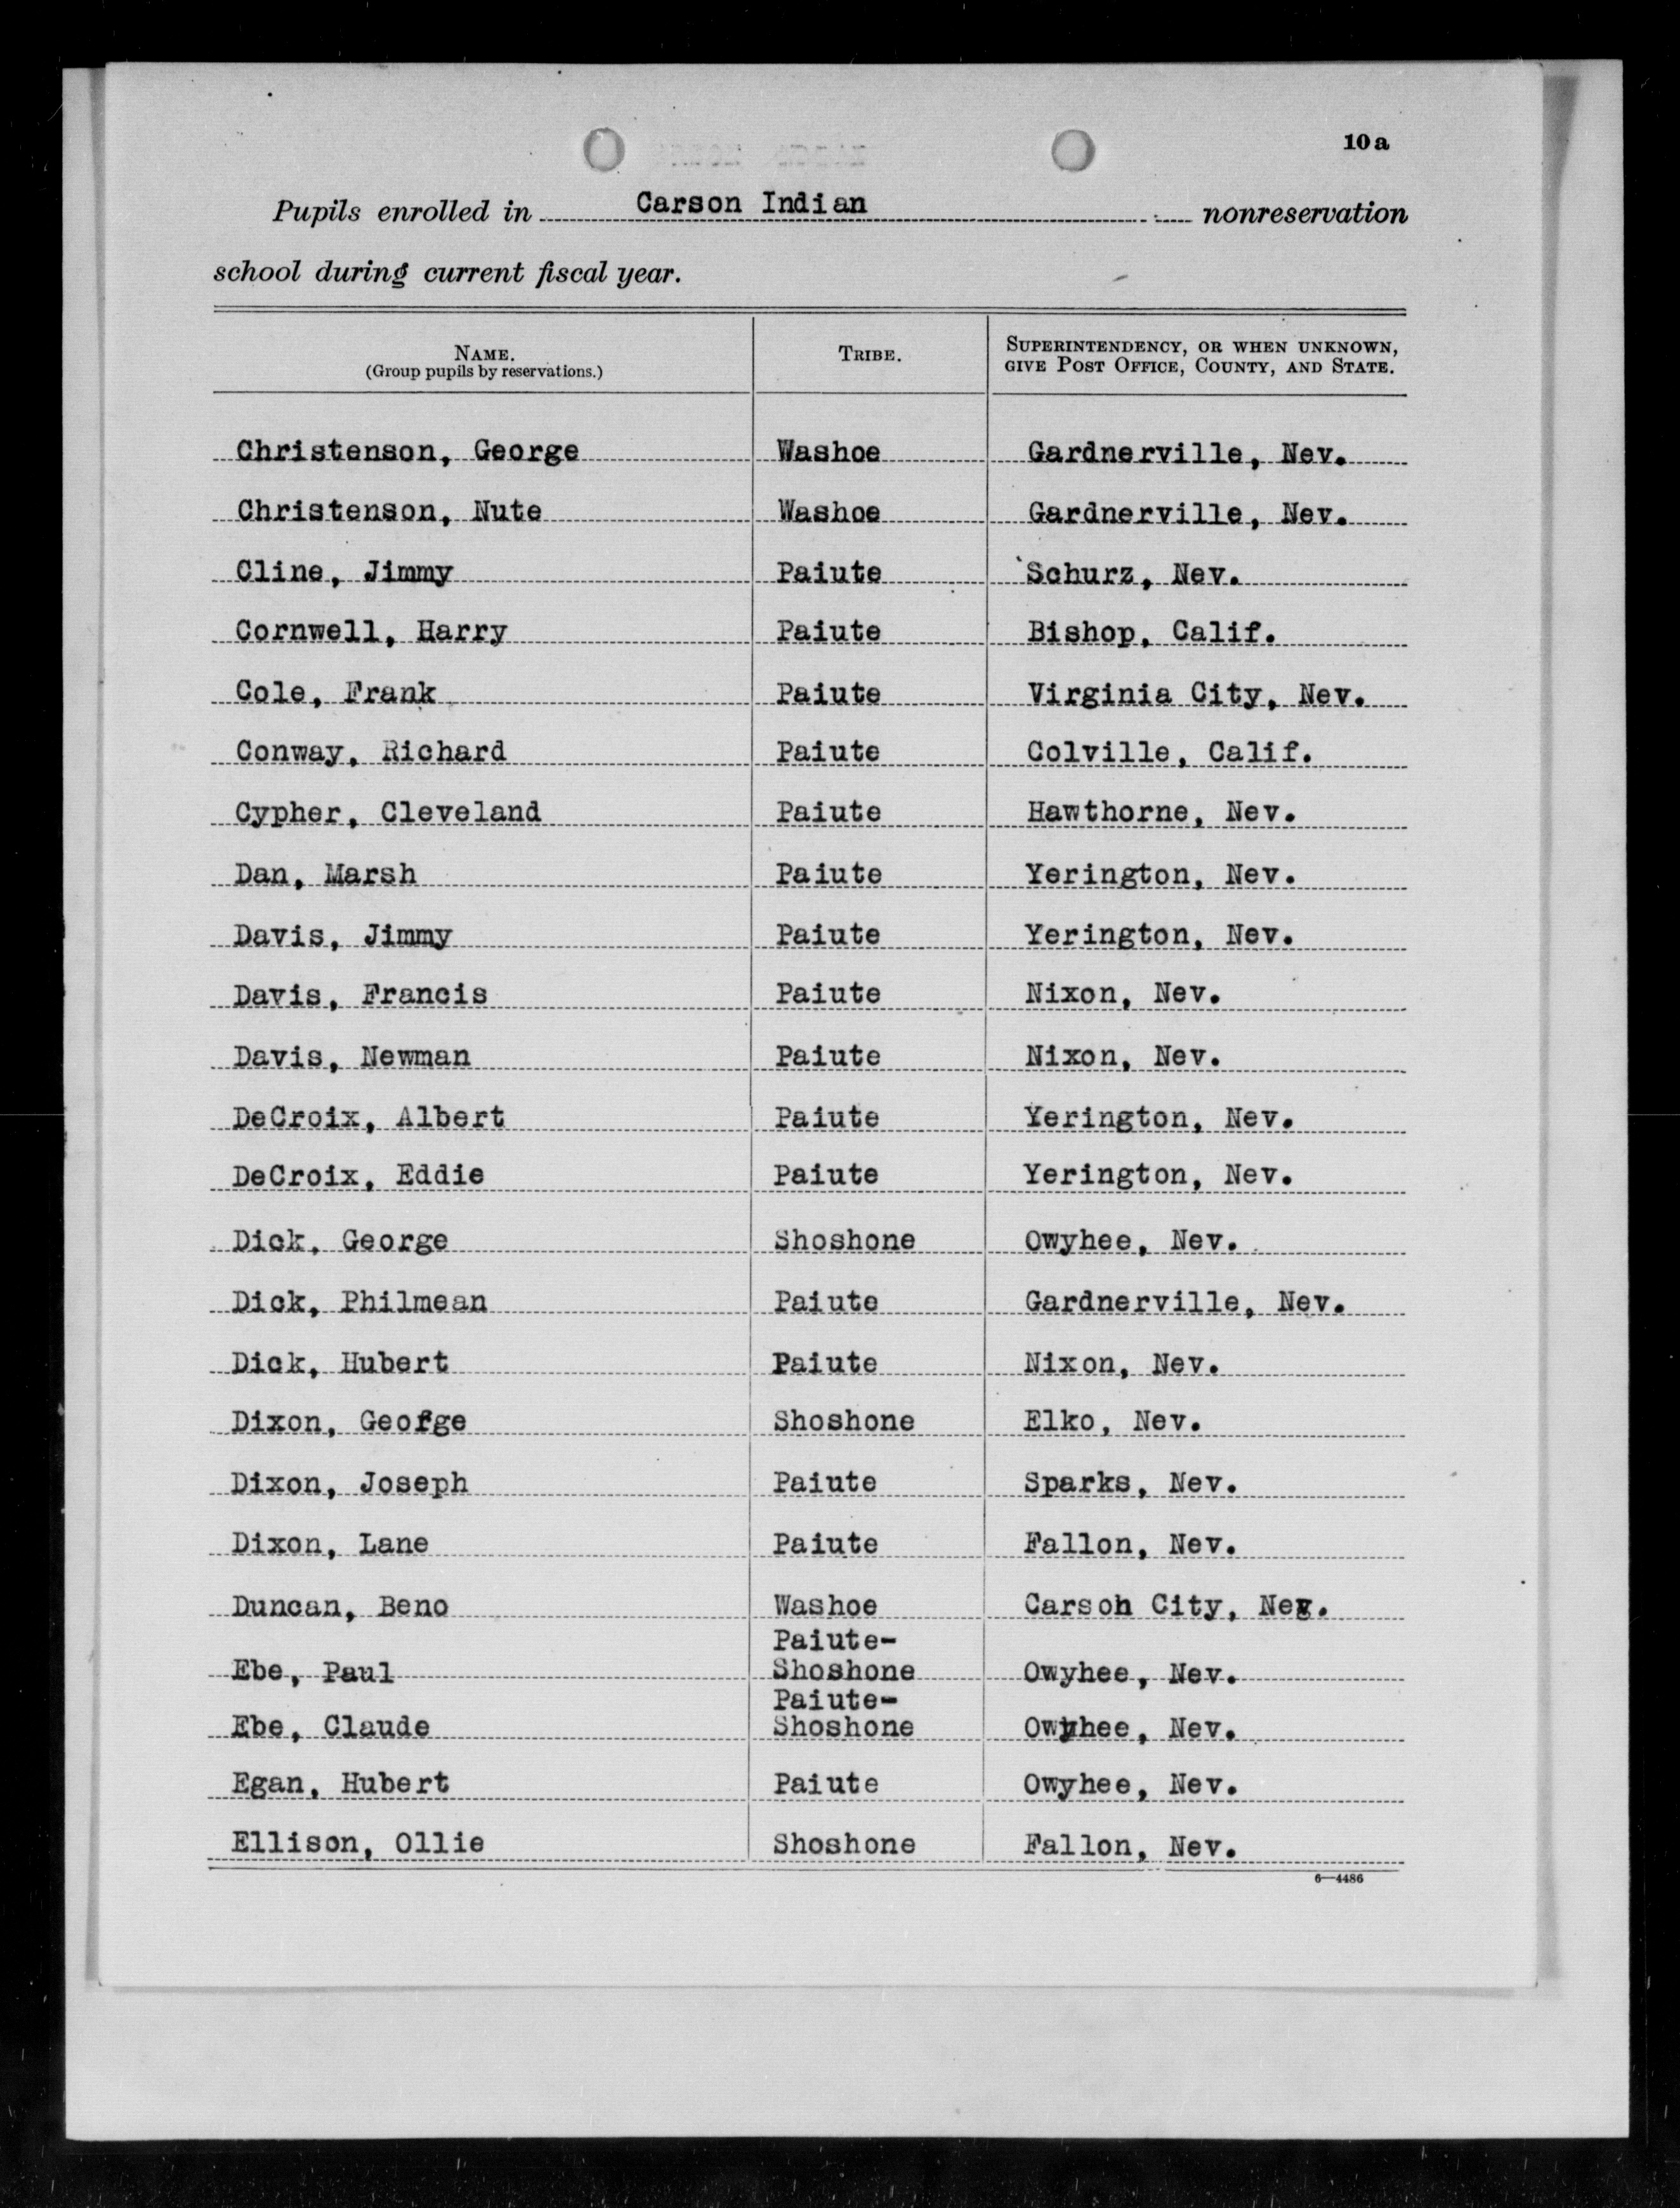 10a
Pupils enrolled in Carson Indian nonreservation
school during current fiscal year.
NAME. TRIBE. SUPERINTENDENCY, OR WHEN UNKNOWN,
(Group pupils by reservations.) GIVE POST OFFICE, COUNTY, AND STATE.
Christenson, George Washoe Gardnerville, Nev.
Christenson, Nute Washoe Gardnerville, Nev.
Cline, Jimmy Paiute Schurz, Nev.
Cornwell, Harry Paiute Bishop, Calif.
Cole, Frank Paiute Virginia City, Nev.
Conway, Richard Paiute Colville, Calif.
Cypher, Cleveland Paiute Hawthorne, Nev.
Dan, Marsh Paiute Yerington, Nev.
Davis, Jimmy Paiute Yerington, Nev.
Davis, Francis Paiute Nixon, Nev.
Davis, Newman Paiute Nixon, Nev.
DeCroix, Albert Paiute Yerington, Nev.
DeCroix, Eddie Paiute Yerington, Nev.
Dick, George Shoshone Owyhee, Nev.
Dick, Philmean Paiute Gardnerville, Nev.
Dick, Hubert Paiute Nixon, Nev.
Dixon, George Shoshone Elko, Nev.
Dixon, Joseph Paiute Sparks, Nev.
Dixon, Lane Paiute Fallon, Nev.
Duncan, Beno Washoe Carson City, Nev.
Paiute-
Ebe, Paul Shoshone Owyhee, Nev.
Paiute-
Ebe, Claude Shoshone Owyhee, Nev.
Egan, Hubert Paiute Owyhee, Nev.
Ellison, Ollie Shoshone Fallon, Nev.
6—4486